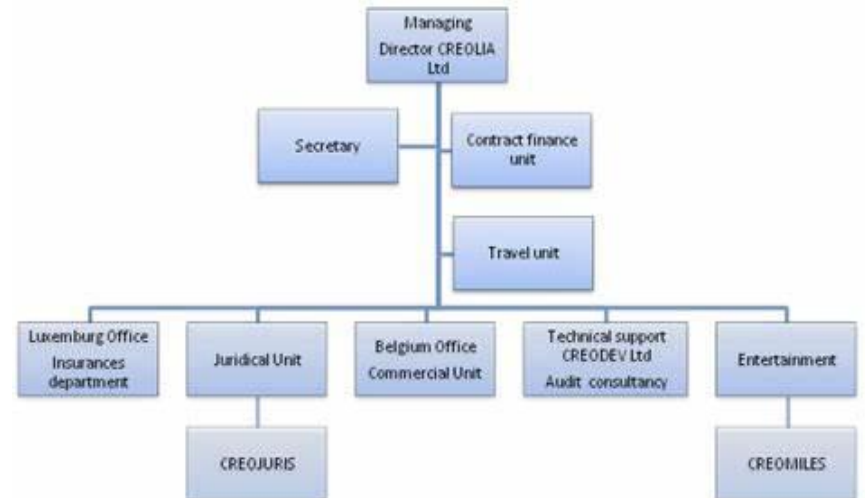 Managing
Director CREOLIA
Ltd
Secretary
Contract finance
unit
Travel unit
Luxemburg Office
Insurances
department
Juridical Unit
Belgium Office
Commercial Unit
Technical support
CREODEV Ltd
Audit consultancy
Entertainment
CREOJURIS
CREOMILES